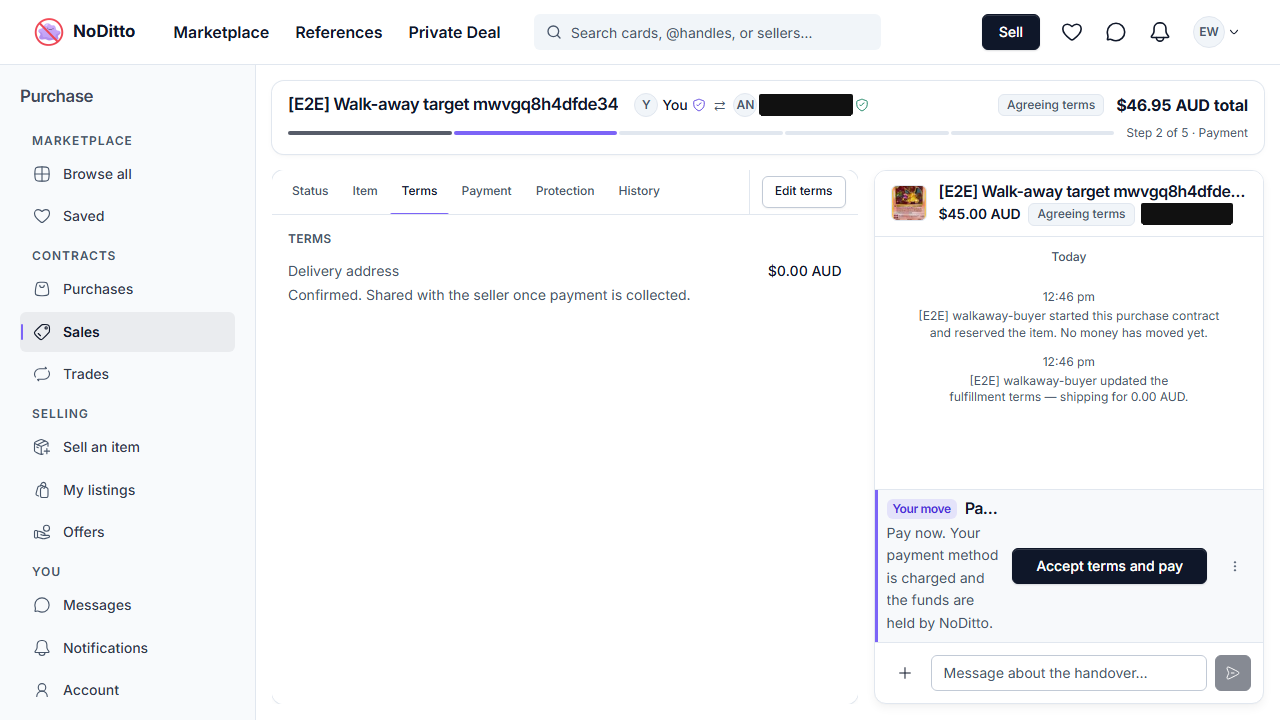 NoDitto
Marketplace
References
Private Deal
Search cards, @handles, or sellers...
Sell
EW
Purchase
MARKETPLACE
Browse all
Saved
CONTRACTS
Purchases
Sales
Trades
SELLING
Sell an item
My listings
Offers
YOU
Messages
Notifications
Account
[E2E] Walk-away target mwvgq8h4dfde34
Y You
AN
Agreeing terms
$46.95 AUD total
Step 2 of 5 · Payment
Status
Item
Terms
Payment
Protection
History
Edit terms
TERMS
Delivery address
$0.00 AUD
Confirmed. Shared with the seller once payment is collected.
[E2E] Walk-away target mwvgq8h4dfde...
$45.00 AUD
Agreeing terms
Today
12:46 pm
[E2E] walkaway-buyer started this purchase contract
and reserved the item. No money has moved yet.
12:46 pm
[E2E] walkaway-buyer updated the
fulfillment terms — shipping for 0.00 AUD.
Your move
Pa...
Pay now. Your
payment method
is charged and
the funds are
held by NoDitto.
Accept terms and pay
Message about the handover...